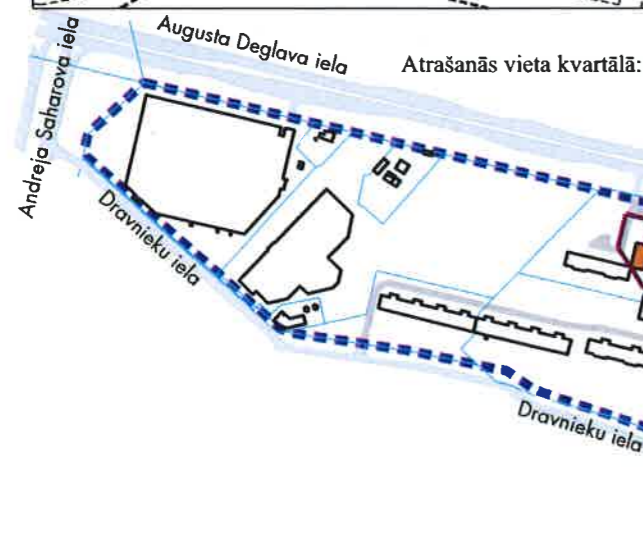 Augusta Deglava iela
Atrašanās vieta kvartālā:
Andreja Saharova iela
Dravnieku iela
Dravnieku iela